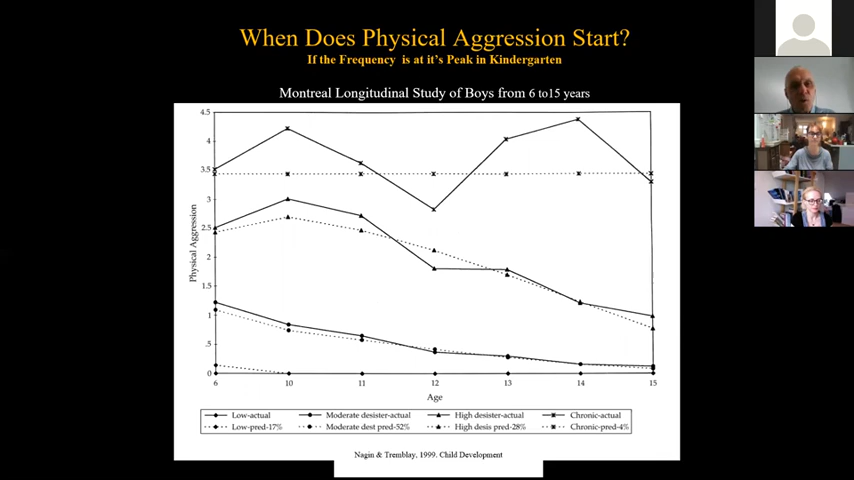 When Does Physical Aggression Start?
If the Frequency is at it's Peak in Kindergarten
Montreal Longitudinal Study of Boys from 6 to15 years
4.5
4
3.5
3
2.5
2
1.5
1
.5
0
Physical Aggression
6 10 11 12 13 14 15
Age
Low-actual Moderate desister-actual High desister-actual Chronic-actual
Low-pred-17% Moderate dest pred-52% High desis pred-28% Chronic-pred-4%
Nagin & Tremblay, 1999. Child Development